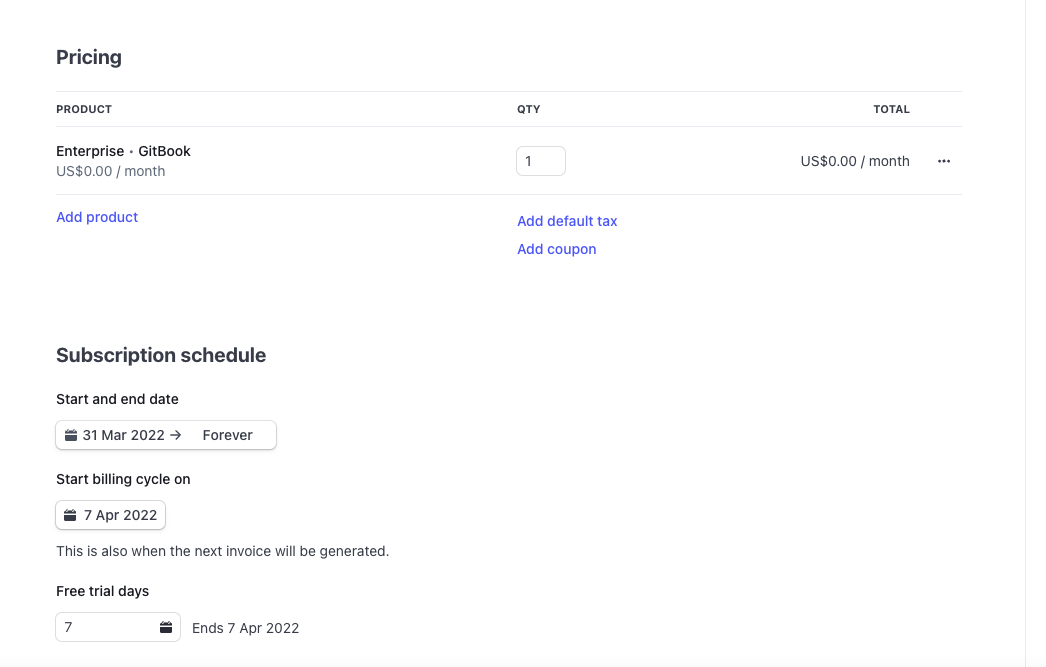 Pricing
PRODUCT QTY TOTAL
Enterprise • GitBook
US$0.00 / month
1
US$0.00 / month
Add product
Add default tax
Add coupon
Subscription schedule
Start and end date
31 Mar 2022 → Forever
Start billing cycle on
7 Apr 2022
This is also when the next invoice will be generated.
Free trial days
7
Ends 7 Apr 2022